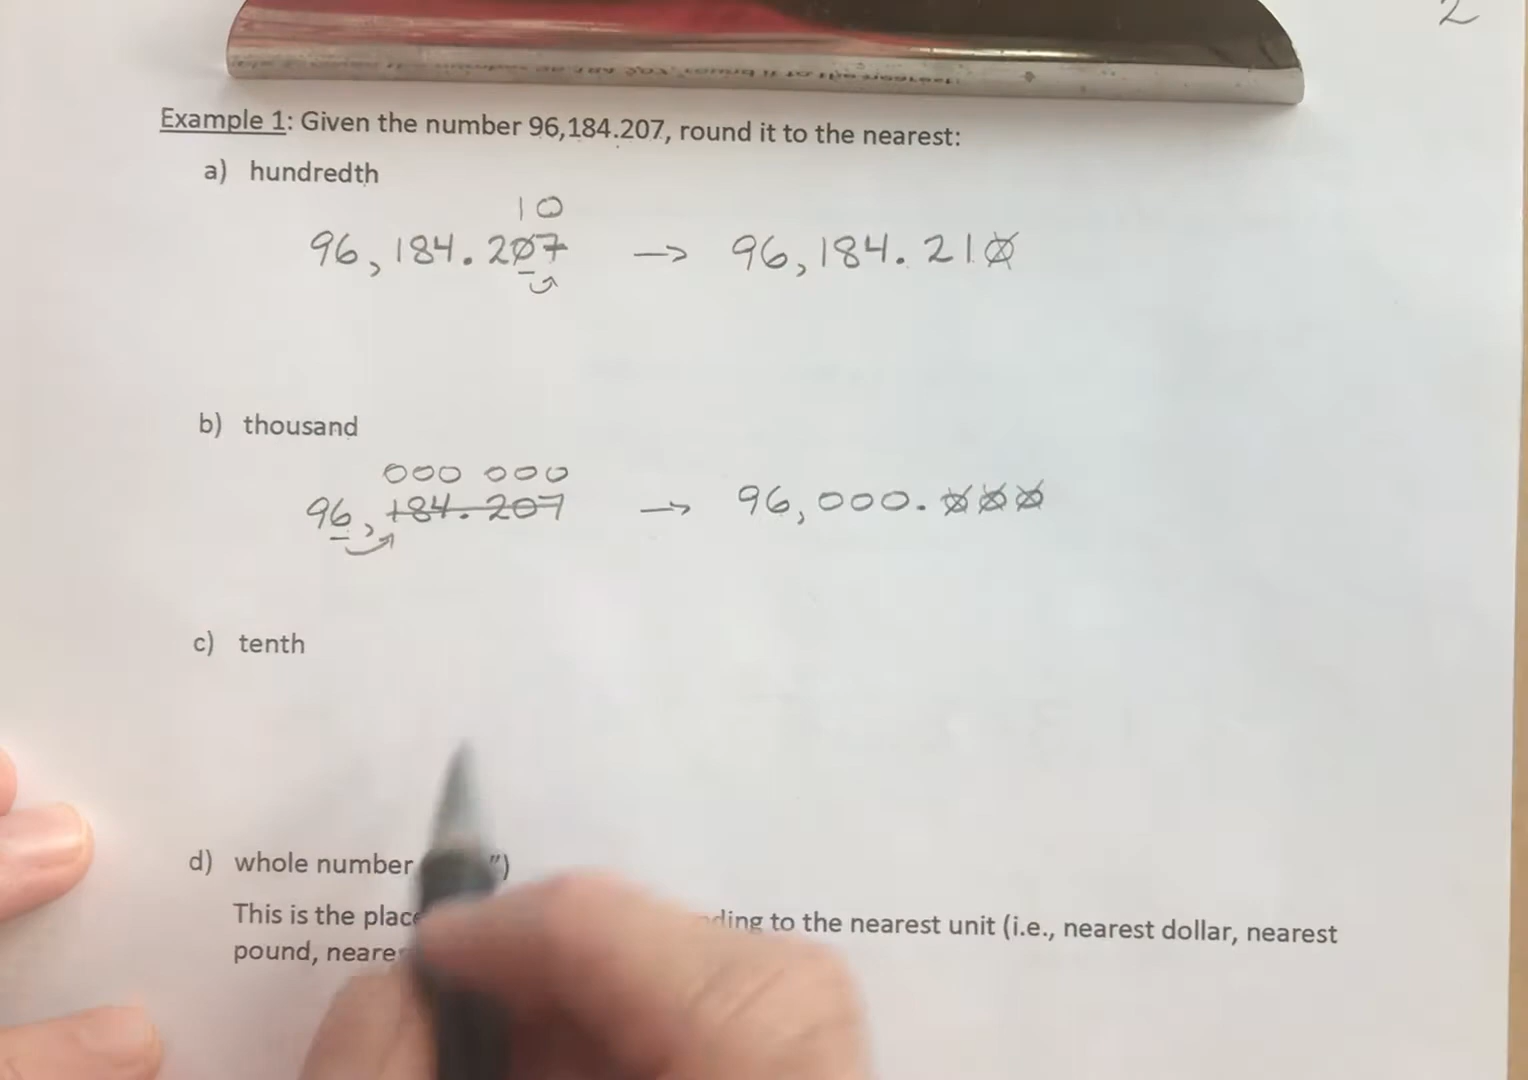 2
Example 1: Given the number 96,184.207, round it to the nearest:
a) hundredth
10
96,184.207 → 96,184.210
b) thousand
000 000
96,184.207 → 96,000.000
c) tenth
d) whole number ")
This is the place ding to the nearest unit (i.e., nearest dollar, nearest
pound,